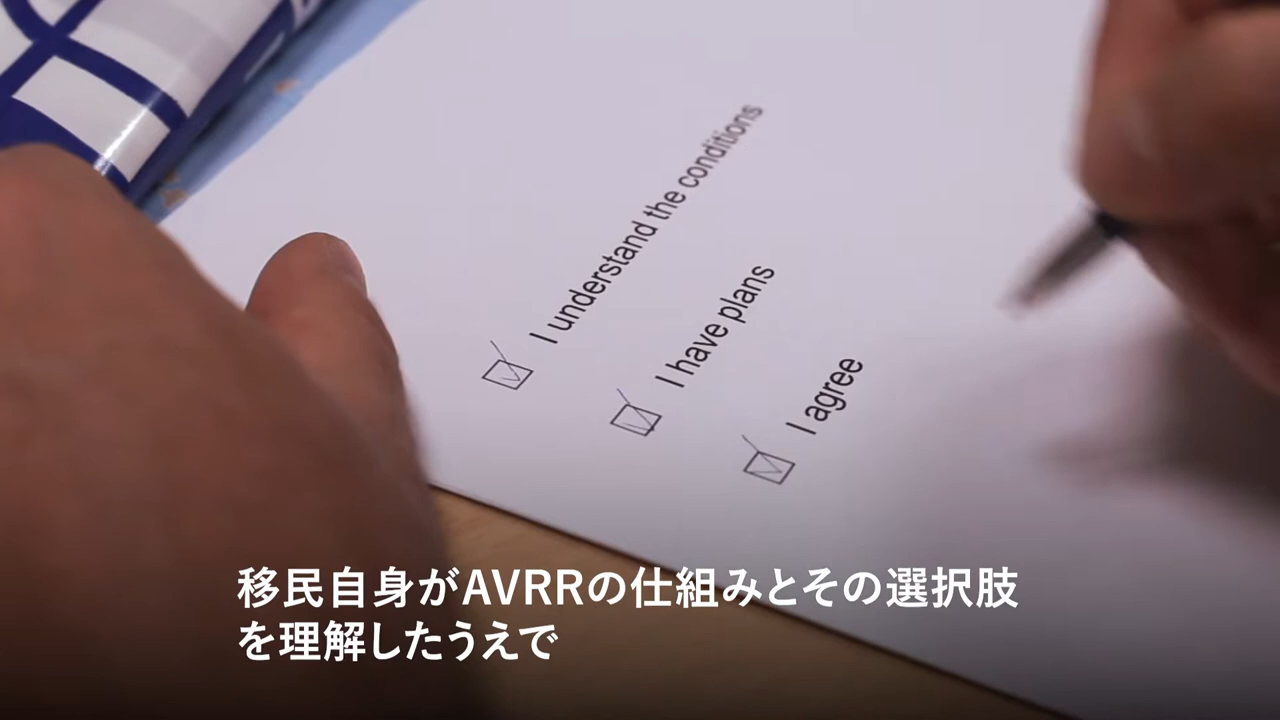 I understand the conditions
I have plans
I agree
移民自身がAVRRの仕組みとその選択肢
を理解したうえで